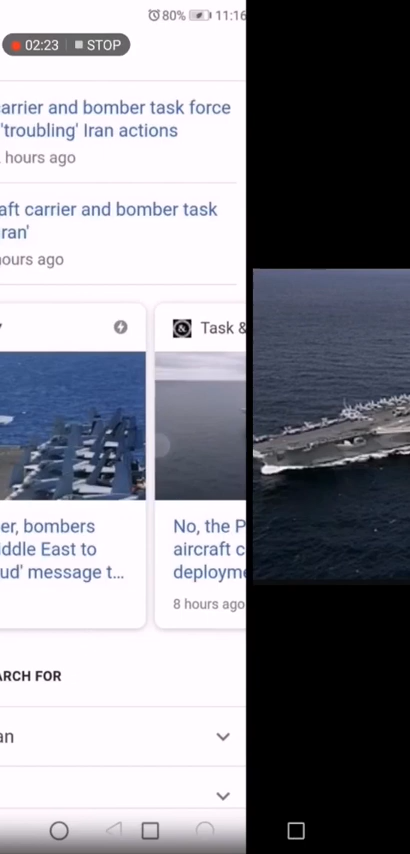 80% 11:16
02:23 STOP
carrier and bomber task force
'troubling' Iran actions
hours ago
aft carrier and bomber task
ran'
ours ago
Task &
er, bombers
iddle East to
ud' message t...
No, the P
aircraft c
deployme
8 hours ago
ARCH FOR
an